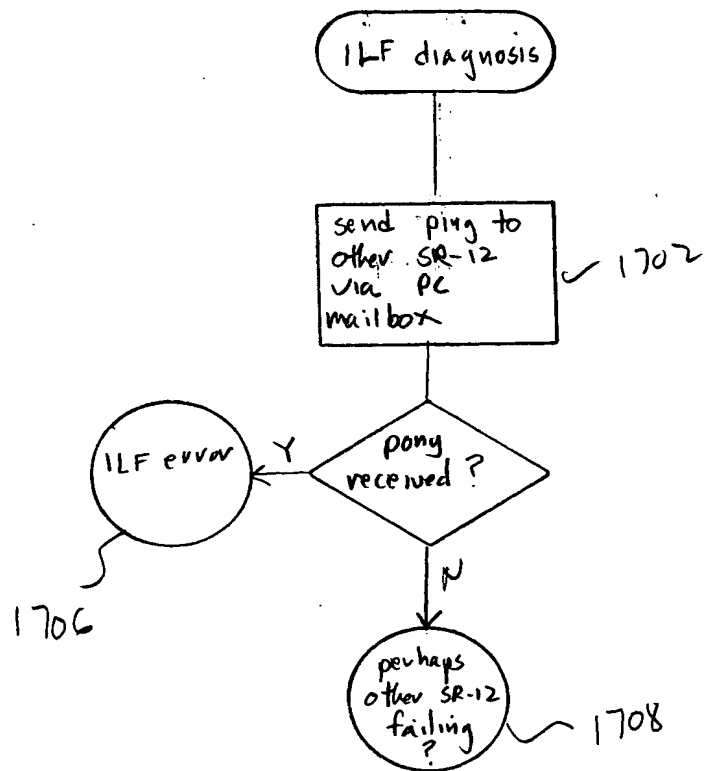 ILF diagnosis
send ping to
other SR-12
via PC
mailbox
1702
pong
received ?
Y
ILF error
1706
N
perhaps
other SR-12
failing
?
1708